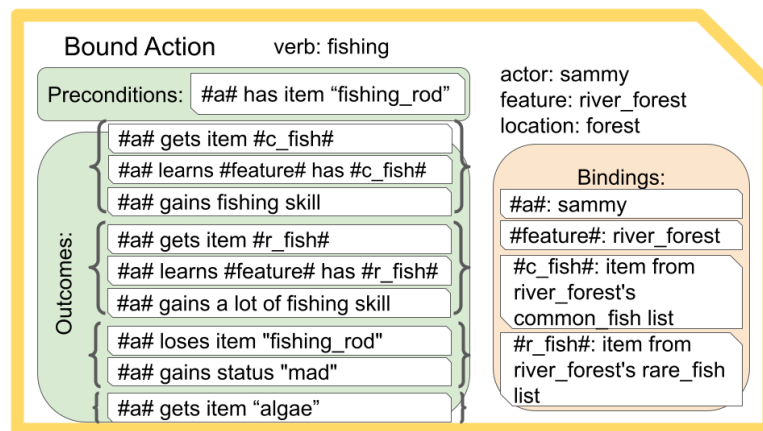 Bound Action
verb: fishing
Preconditions:
#a# has item “fishing_rod”
actor: sammy
feature: river_forest
location: forest
Outcomes:
#a# gets item #c_fish#
#a# learns #feature# has #c_fish#
#a# gains fishing skill
#a# gets item #r_fish#
#a# learns #feature# has #r_fish#
#a# gains a lot of fishing skill
#a# loses item "fishing_rod"
#a# gains status "mad"
#a# gets item “algae”
Bindings:
#a#: sammy
#feature#: river_forest
#c_fish#: item from
river_forest's
common_fish list
#r_fish#: item from
river_forest's rare_fish
list